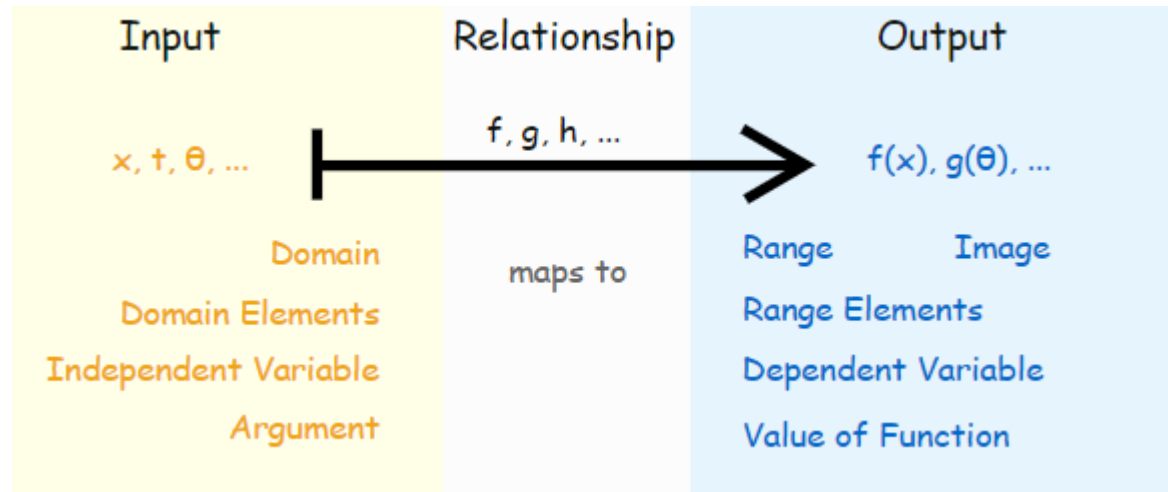 Input Relationship Output
f, g, h, ...
x, t, θ, ... f(x), g(θ), ...
Domain maps to Range Image
Domain Elements Range Elements
Independent Variable Dependent Variable
Argument Value of Function